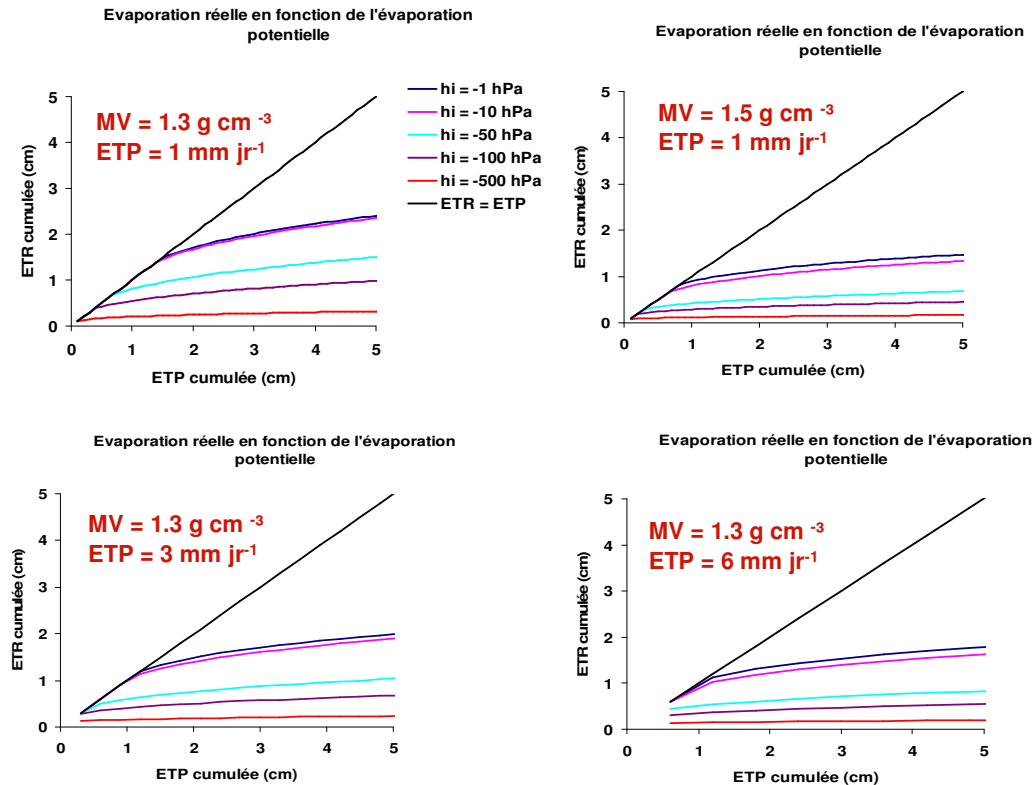 Evaporation réelle en fonction de l'évaporation
potentielle
5
4
3
2
1
0
ETR cumulée (cm)
MV = 1.3 g cm -3
ETP = 1 mm jr-1
0 1 2 3 4 5
ETP cumulée (cm)
hi = -1 hPa
hi = -10 hPa
hi = -50 hPa
hi = -100 hPa
hi = -500 hPa
ETR = ETP
Evaporation réelle en fonction de l'évaporation
potentielle
5
4
3
2
1
0
ETR cumulée (cm)
MV = 1.5 g cm -3
ETP = 1 mm jr-1
0 1 2 3 4 5
ETP cumulée (cm)
Evaporation réelle en fonction de l'évaporation
potentielle
5
4
3
2
1
0
ETR cumulée (cm)
MV = 1.3 g cm -3
ETP = 3 mm jr-1
0 1 2 3 4 5
ETP cumulée (cm)
Evaporation réelle en fonction de l'évaporation
potentielle
5
4
3
2
1
0
ETR cumulée (cm)
MV = 1.3 g cm -3
ETP = 6 mm jr-1
0 1 2 3 4 5
ETP cumulée (cm)